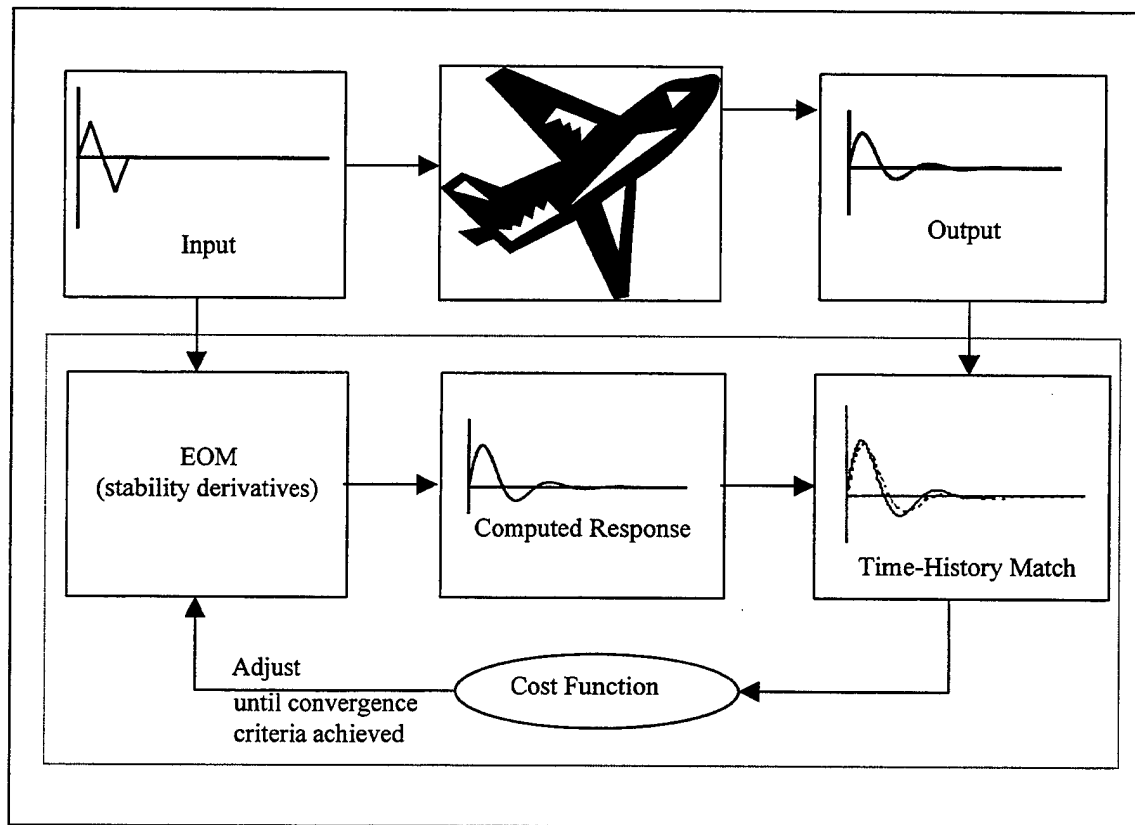 Input
Output
EOM
(stability derivatives)
Computed Response
Time-History Match
Cost Function
Adjust
until convergence
criteria achieved